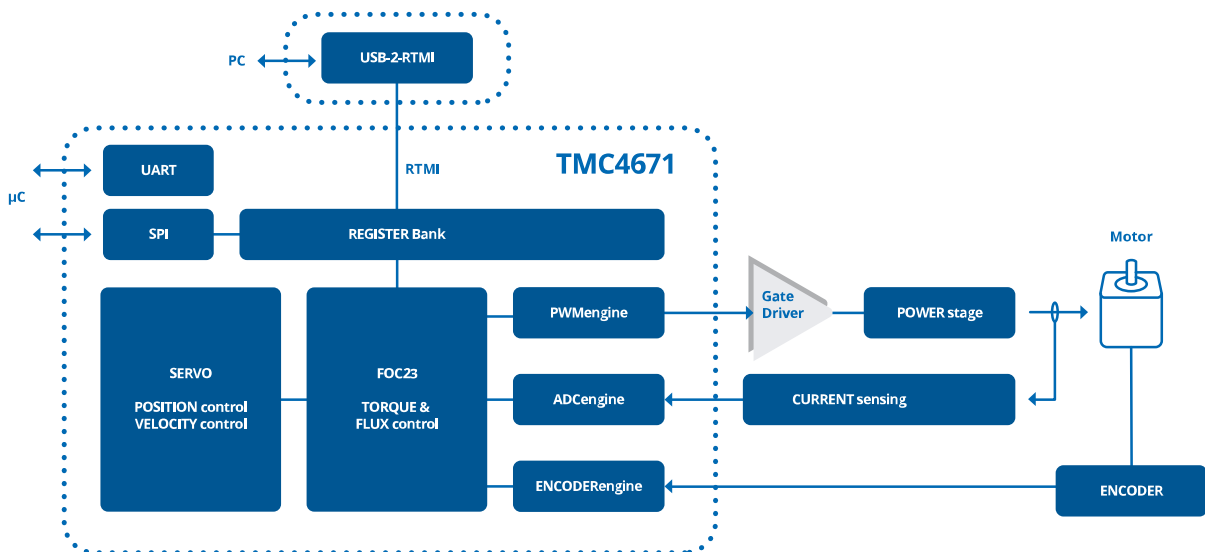 PC
USB-2-RTMI
TMC4671
UART
RTMI
µC
SPI
REGISTER Bank
Motor
PWMengine
Gate
Driver
POWER stage
SERVO
POSITION control
VELOCITY control
FOC23
TORQUE &
FLUX control
ADCengine
CURRENT sensing
ENCODERengine
ENCODER